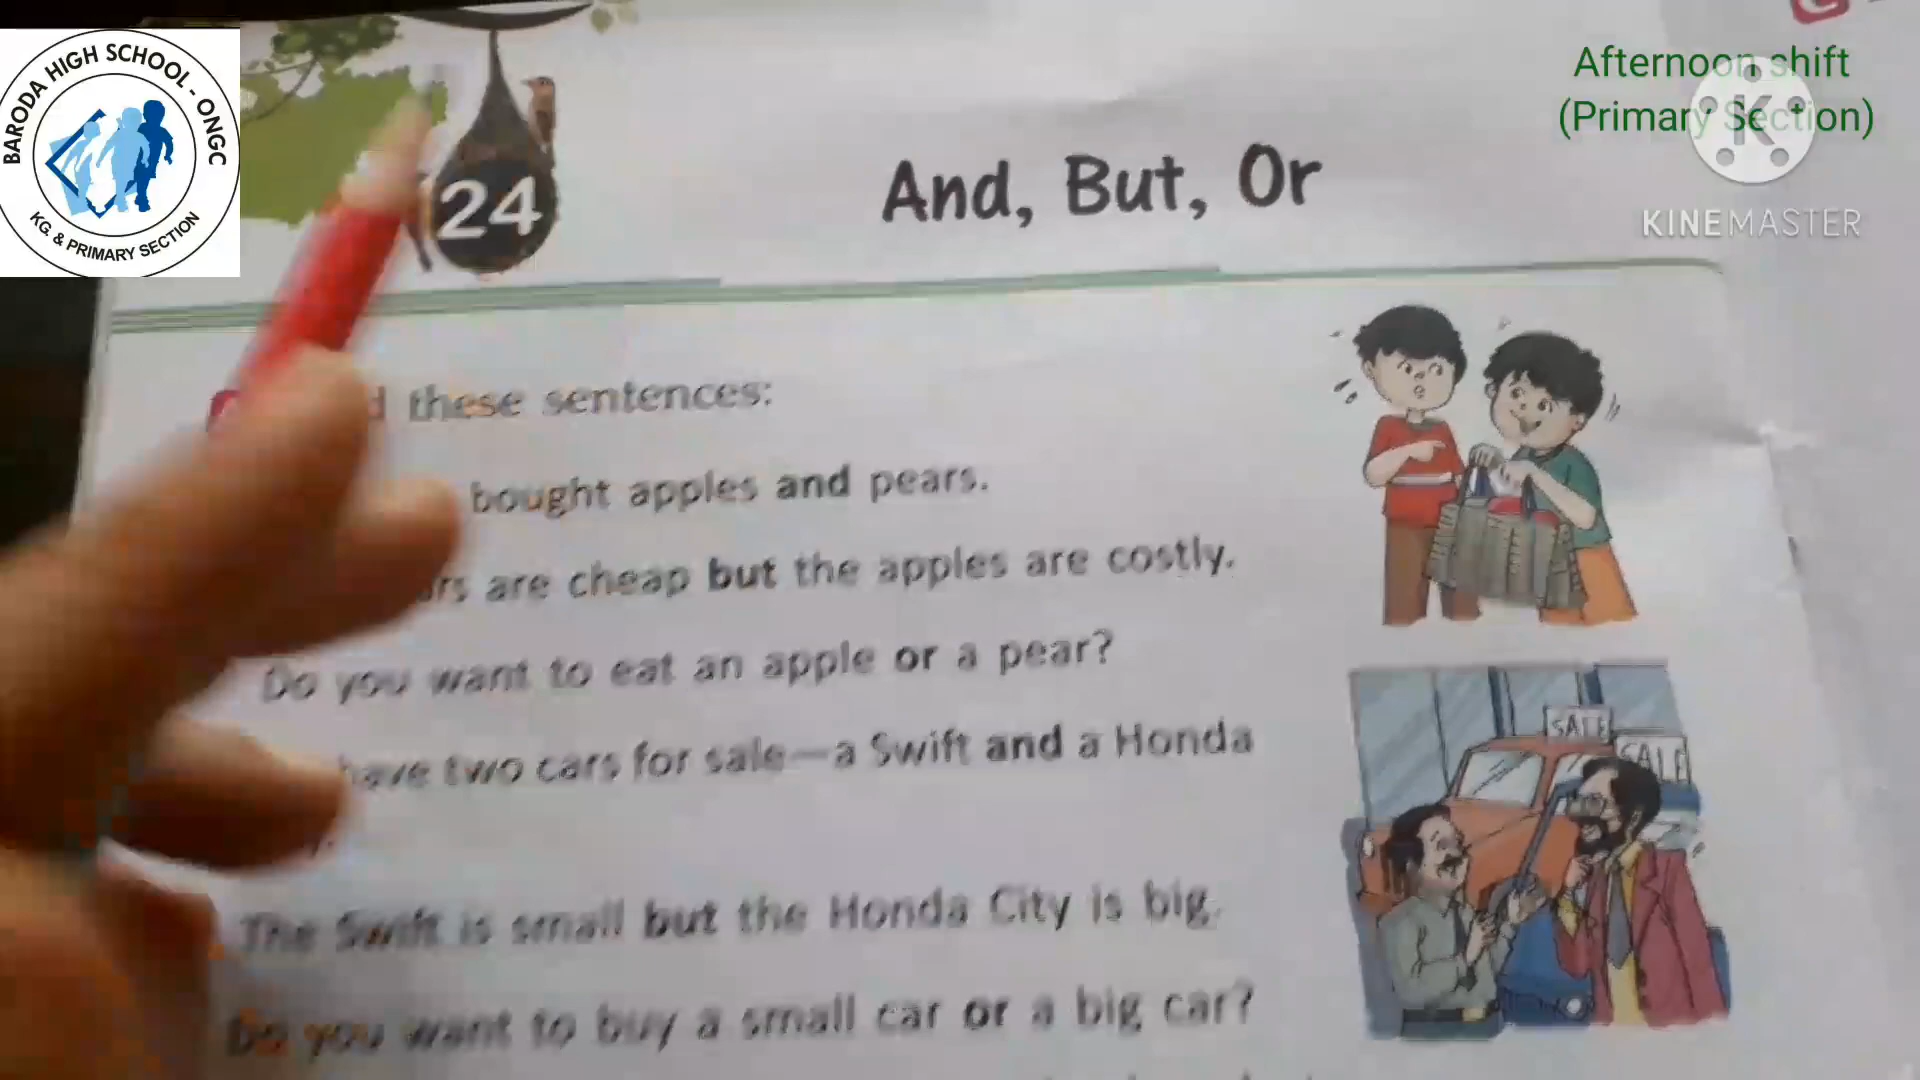 BARODA HIGH SCHOOL - ONGC
KG. & PRIMARY SECTION
Afternoon shift
(Primary Section)
K
KINEMASTER
24
And, But, Or
these sentences:
bought apples and pears.
are cheap but the apples are costly.
Do you want to eat an apple or a pear?
have two cars for sale—a Swift and a Honda
The Swift is small but the Honda City is big.
Do you want to buy a small car or a big car?
SALE
SALE